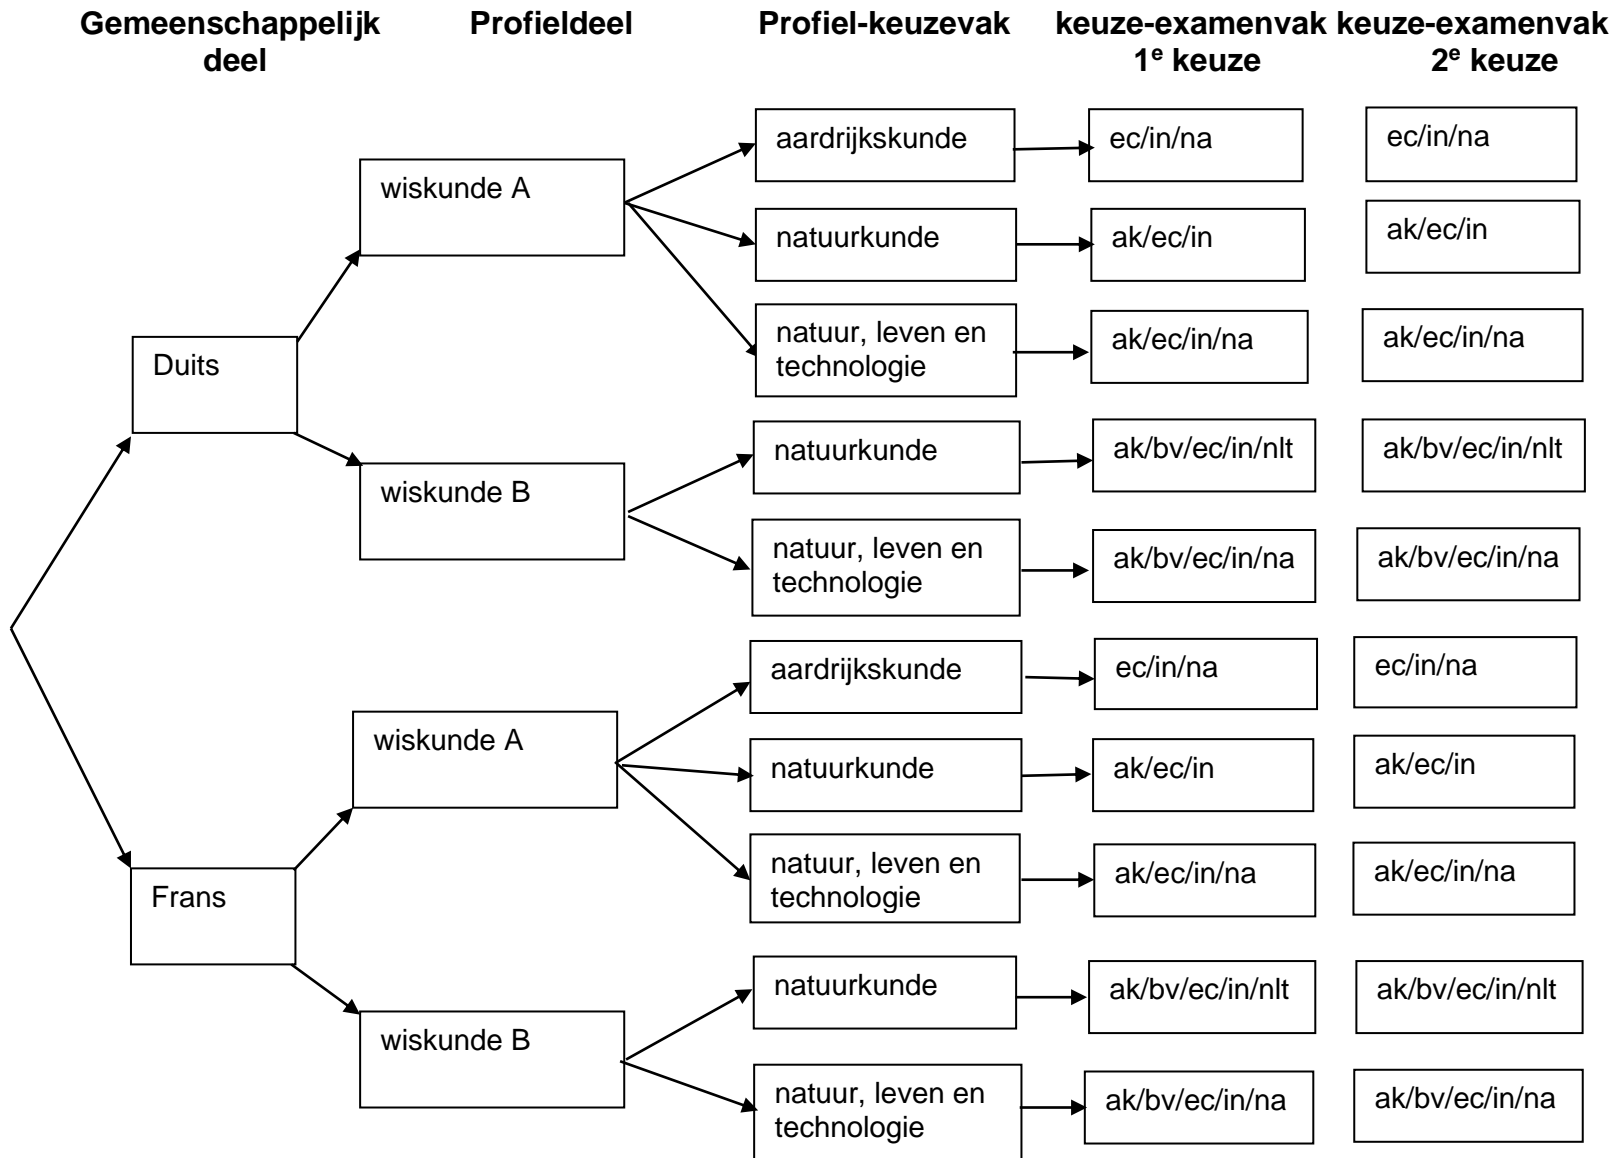 Gemeenschappelijk deel
Profieldeel
Profiel-keuzevak
keuze-examenvak 1e keuze
keuze-examenvak 2e keuze
Duits
wiskunde A
aardrijkskunde
ec/in/na
ec/in/na
natuurkunde
ak/ec/in
ak/ec/in
natuur, leven en
technologie
ak/ec/in/na
ak/ec/in/na
wiskunde B
natuurkunde
ak/bv/ec/in/nlt
ak/bv/ec/in/nlt
natuur, leven en
technologie
ak/bv/ec/in/na
ak/bv/ec/in/na
Frans
wiskunde A
aardrijkskunde
ec/in/na
ec/in/na
natuurkunde
ak/ec/in
ak/ec/in
natuur, leven en
technologie
ak/ec/in/na
ak/ec/in/na
wiskunde B
natuurkunde
ak/bv/ec/in/nlt
ak/bv/ec/in/nlt
natuur, leven en
technologie
ak/bv/ec/in/na
ak/bv/ec/in/na